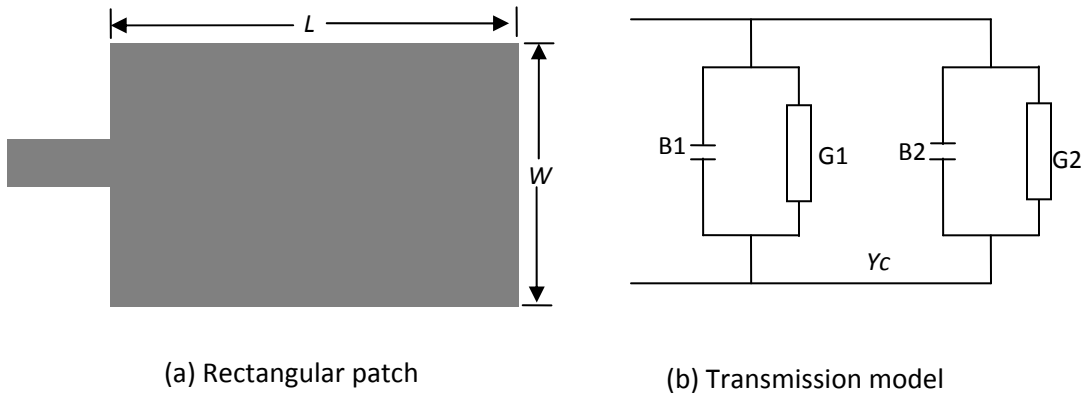 L
W
B1
G1
B2
G2
Yc
(a) Rectangular patch
(b) Transmission model